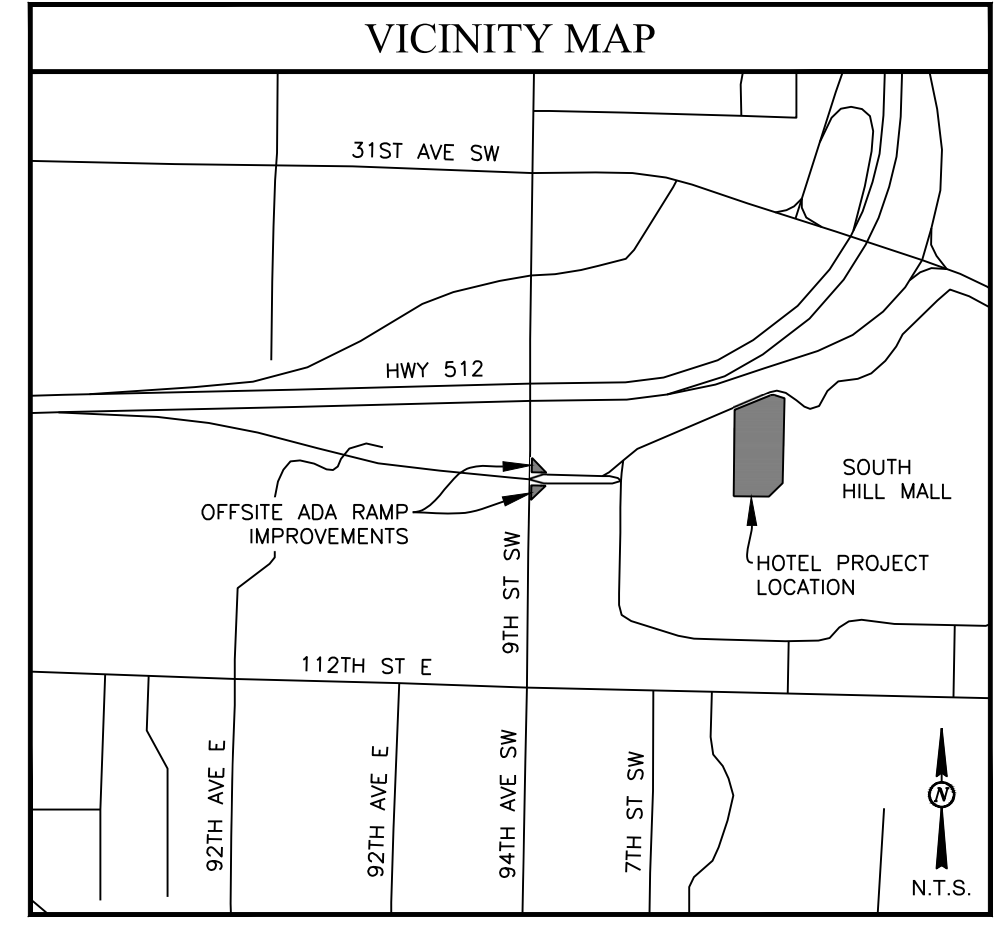 VICINITY MAP
31ST AVE SW
HWY 512
SOUTH
HILL MALL
OFFSITE ADA RAMP
IMPROVEMENTS
9TH ST SW
HOTEL PROJECT
LOCATION
112TH ST E
92TH AVE E
92TH AVE E
94TH AVE SW
7TH ST SW
N
N.T.S.